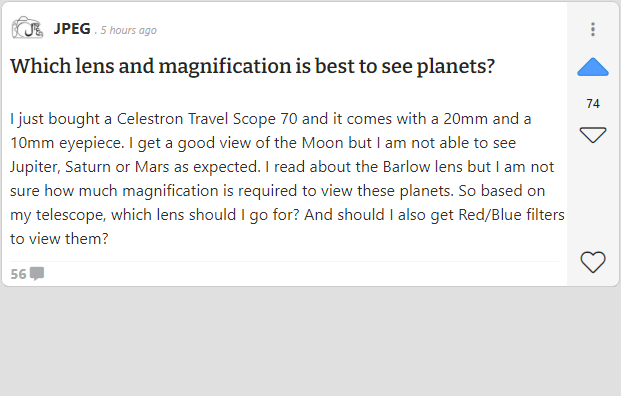 JPEG . 5 hours ago
Which lens and magnification is best to see planets?
74
I just bought a Celestron Travel Scope 70 and it comes with a 20mm and a
10mm eyepiece. I get a good view of the Moon but I am not able to see
Jupiter, Saturn or Mars as expected. I read about the Barlow lens but I am not
sure how much magnification is required to view these planets. So based on
my telescope, which lens should I go for? And should I also get Red/Blue filters
to view them?
56